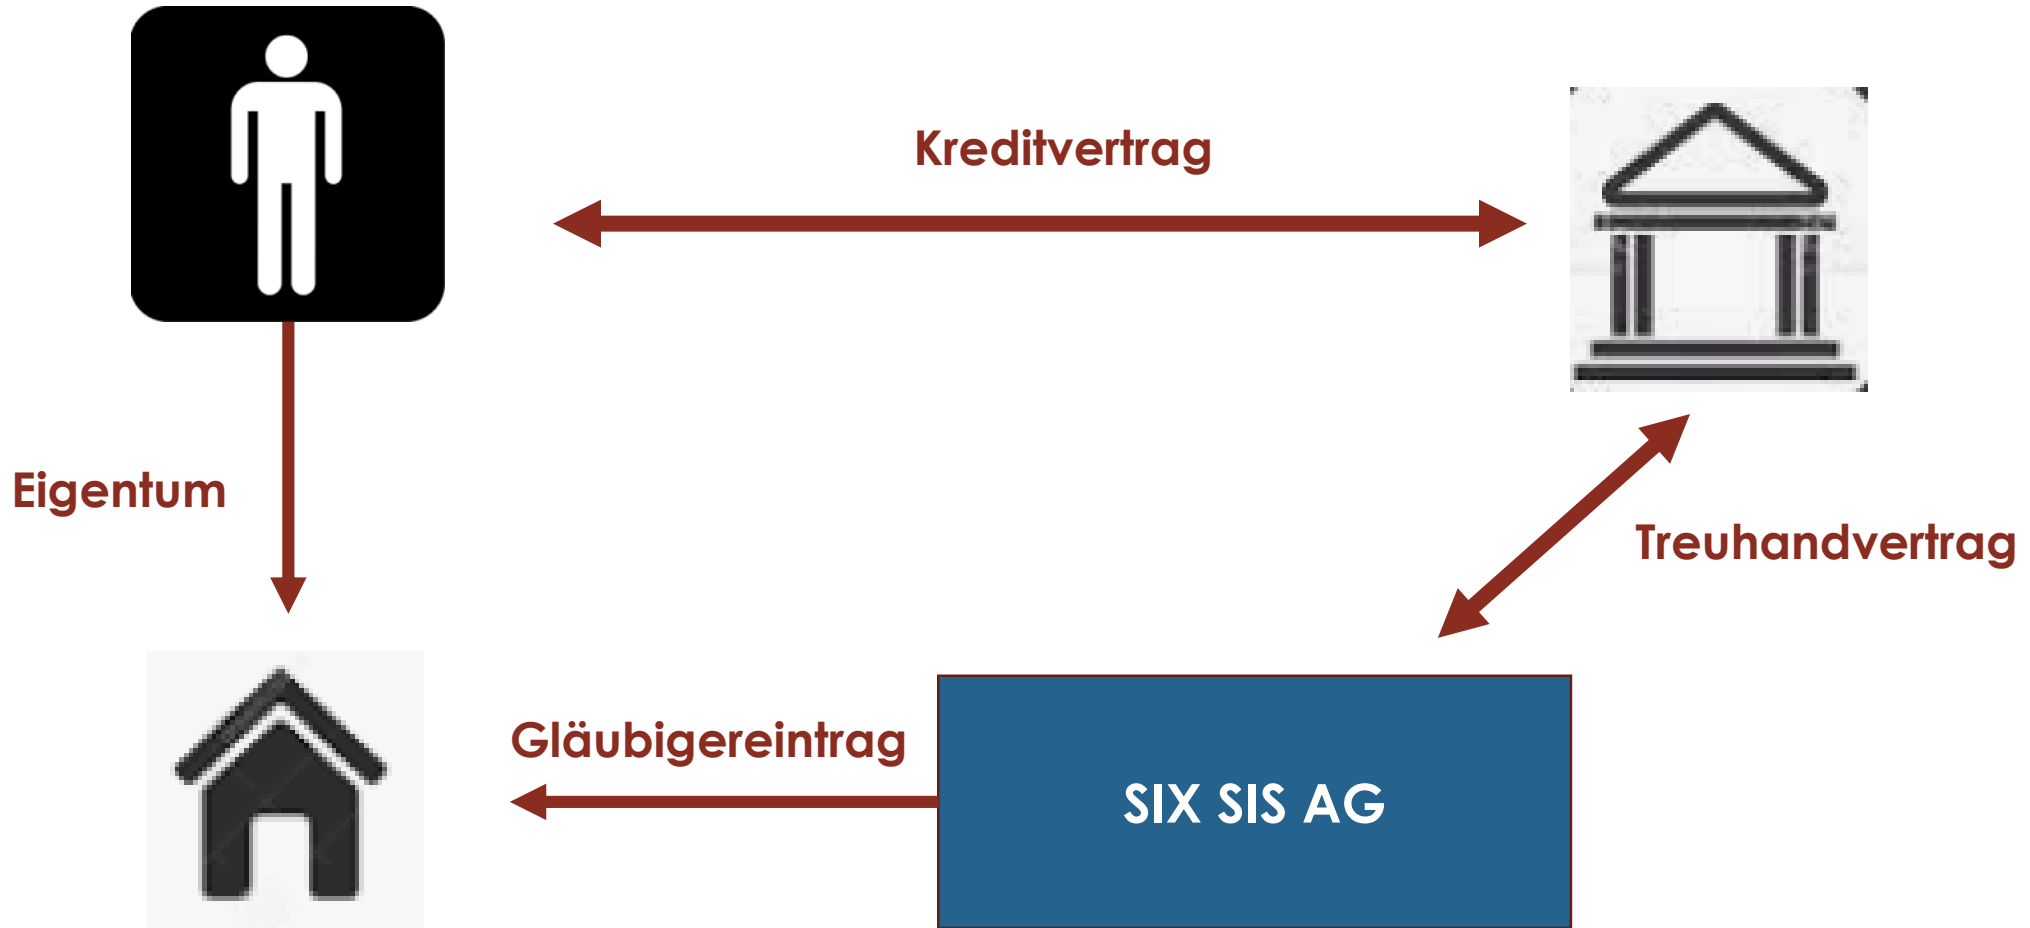 Kreditvertrag
Eigentum
Treuhandvertrag
Gläubigereintrag
SIX SIS AG